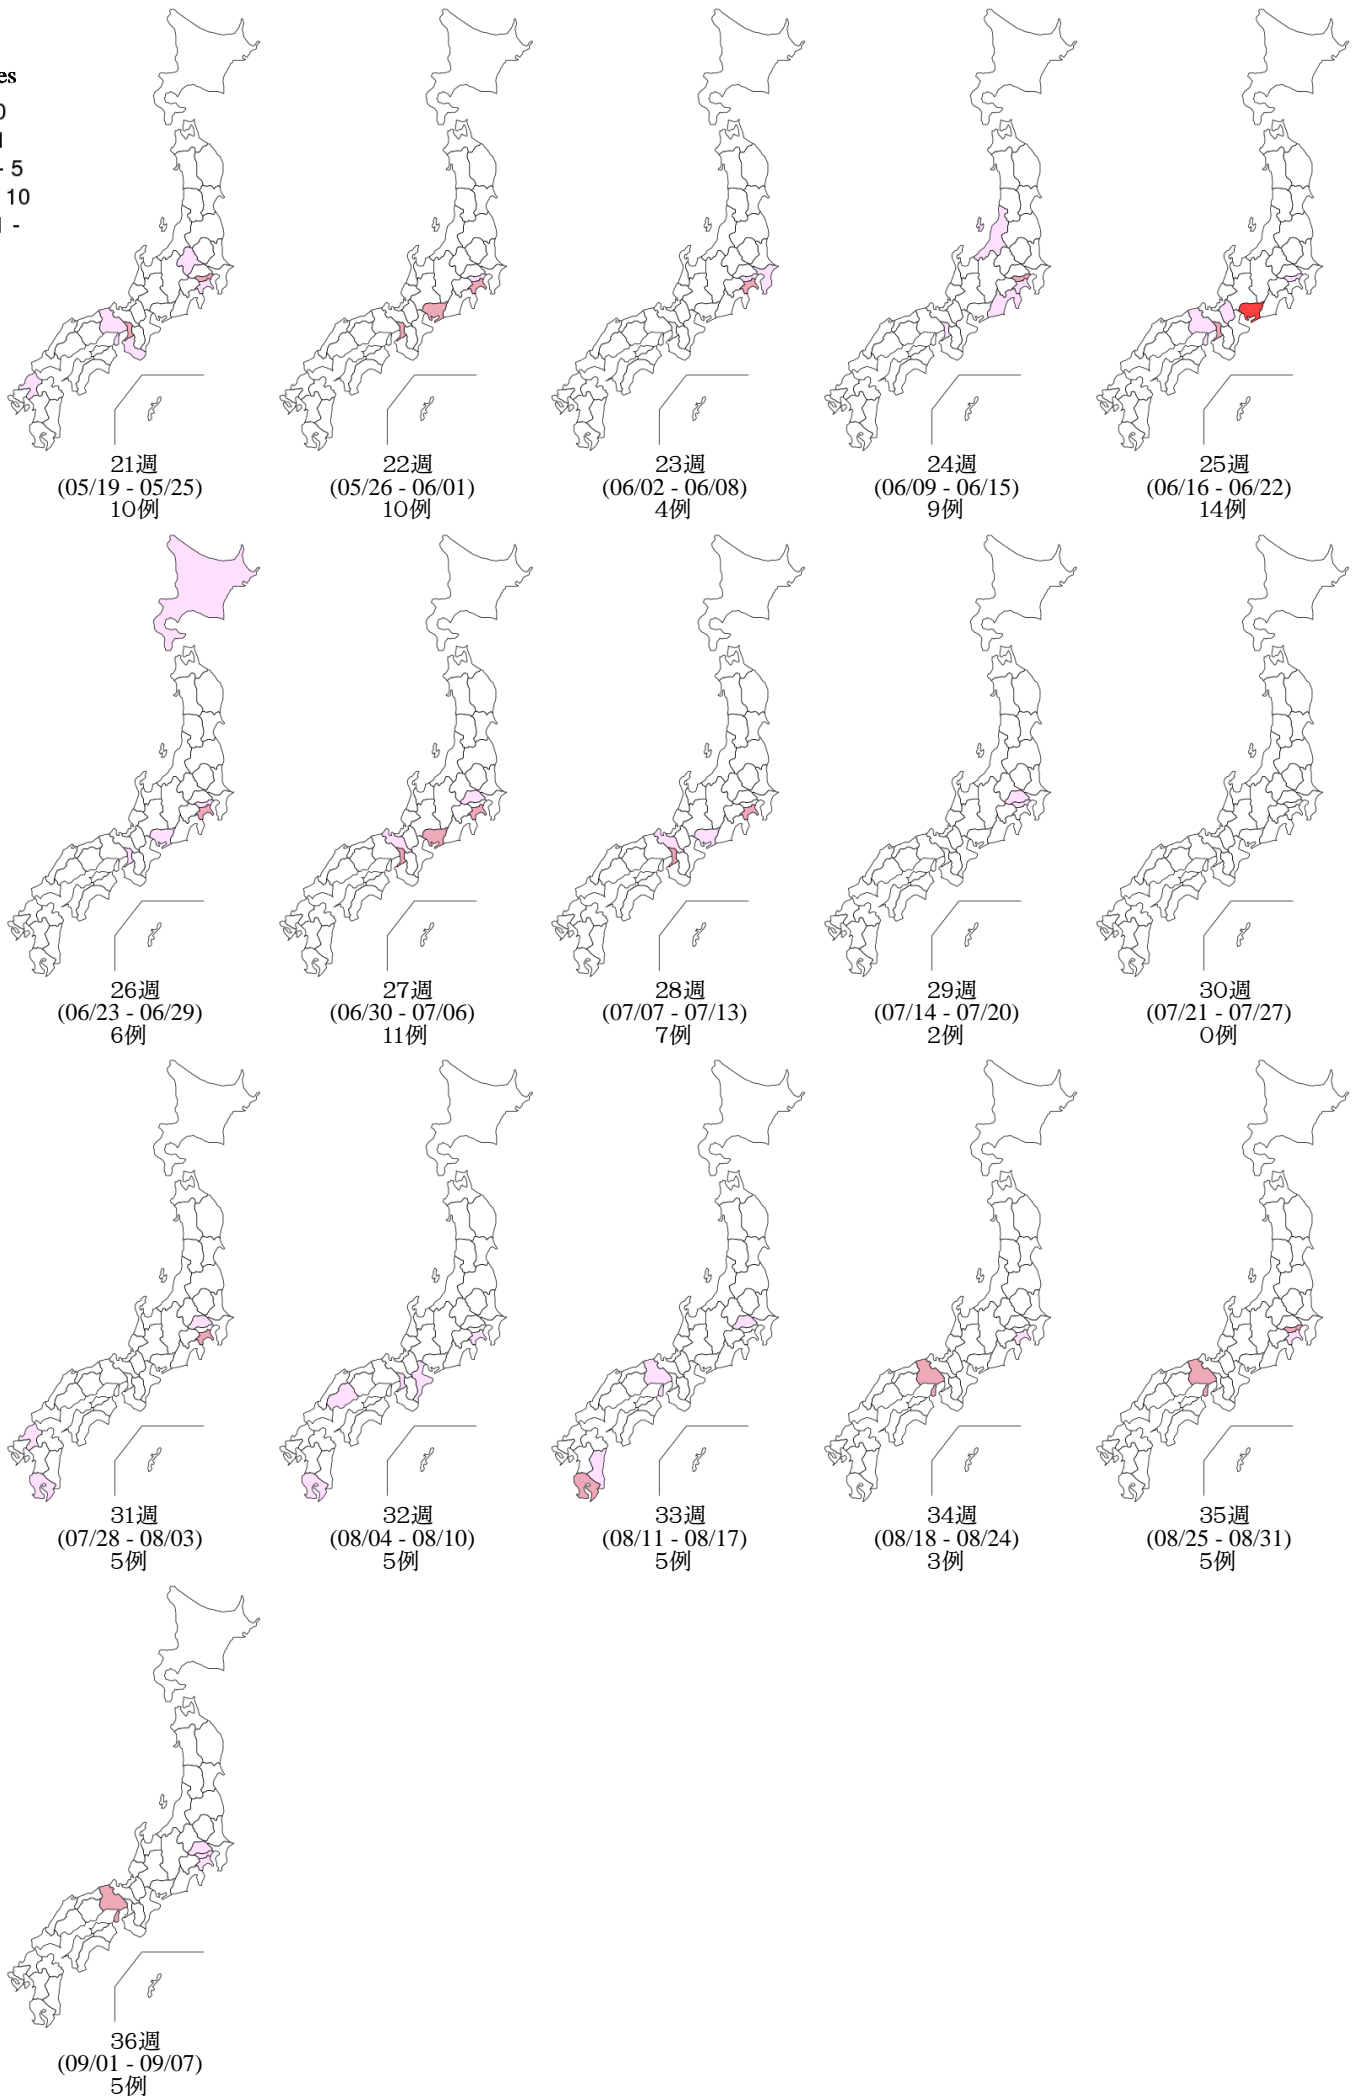 es
0
1
- 5
10
-
21週
(05/19 - 05/25)
10例
22週
(05/26 - 06/01)
10例
23週
(06/02 - 06/08)
4例
24週
(06/09 - 06/15)
9例
25週
(06/16 - 06/22)
14例
26週
(06/23 - 06/29)
6例
27週
(06/30 - 07/06)
11例
28週
(07/07 - 07/13)
7例
29週
(07/14 - 07/20)
2例
30週
(07/21 - 07/27)
0例
31週
(07/28 - 08/03)
5例
32週
(08/04 - 08/10)
5例
33週
(08/11 - 08/17)
5例
34週
(08/18 - 08/24)
3例
35週
(08/25 - 08/31)
5例
36週
(09/01 - 09/07)
5例